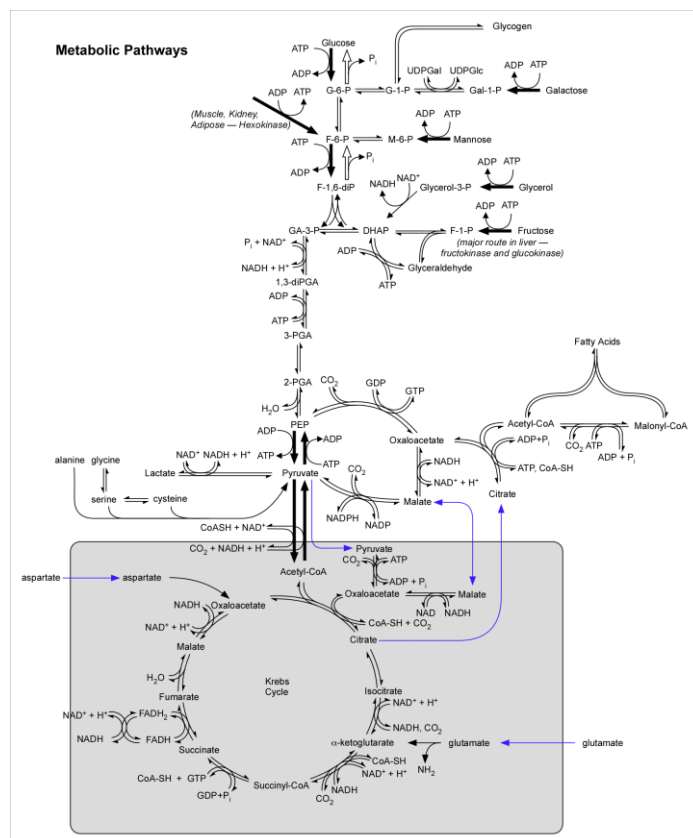 Metabolic Pathways
Glycogen
ATP
Glucose
ADP
P i
UDPGal
UDPGlc
ADP
ATP
G-6-P
G-1-P
Gal-1-P
Galactose
ADP
ATP
(Muscle, Kidney,
Adipose — Hexokinase)
ADP
ATP
F-6-P
M-6-P
Mannose
ATP
ADP
P i
ADP
ATP
F-1,6-diP
NADH
NAD+
Glycerol-3-P
Glycerol
ADP
ATP
GA-3-P
DHAP
F-1-P
Fructose
(major route in liver —
fructokinase and glucokinase)
P i + NAD+
ADP
NADH + H+
Glyceraldehyde
ATP
1,3-diPGA
ADP
ATP
3-PGA
Fatty Acids
2-PGA
CO2
GDP
GTP
H2O
PEP
Acetyl-CoA
Malonyl-CoA
ADP
ADP
Oxaloacetate
ADP+Pi
CO2
ATP
ADP + Pi
ATP
ATP
NAD+
NADH + H+
alanine
glycine
NADH
ATP, CoA-SH
Lactate
Pyruvate
CO2
NAD+ + H+
Citrate
serine
cysteine
Malate
NADPH
NADP
CoASH + NAD+
CO2 + NADH + H+
Pyruvate
CO2
ATP
Acetyl-CoA
ADP + Pi
aspartate
aspartate
Oxaloacetate
Malate
NADH
Oxaloacetate
NAD
NADH
NAD+ + H+
CoA-SH + CO2
Malate
Citrate
H2O
Krebs
Cycle
Fumarate
Isocitrate
NAD+ + H+
NAD+ + H+
FADH2
NADH
FADH
NADH, CO2
Succinate
α-ketoglutarate
glutamate
glutamate
CoA-SH
NH2
NAD+ + H+
CoA-SH + GTP
NADH
Succinyl-CoA
GDP+Pi
CO2